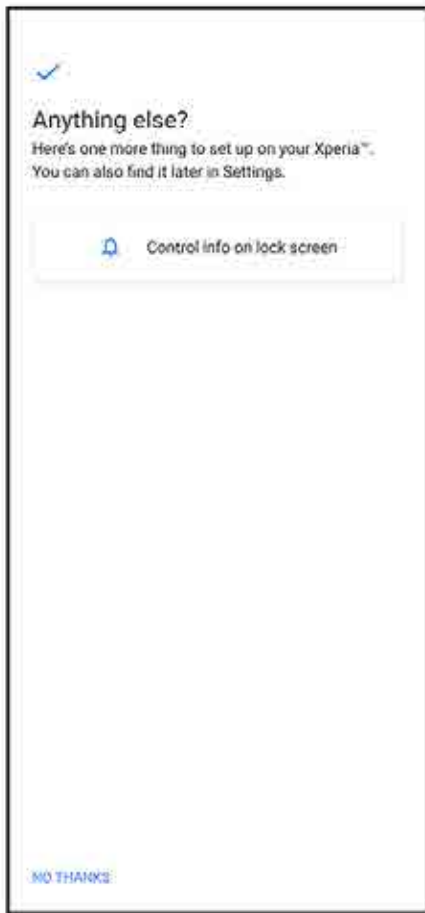 Anything else?
Here's one more thing to set up on your Xperia™.
You can also find it later in Settings.
Control info on lock screen
NO THANKS